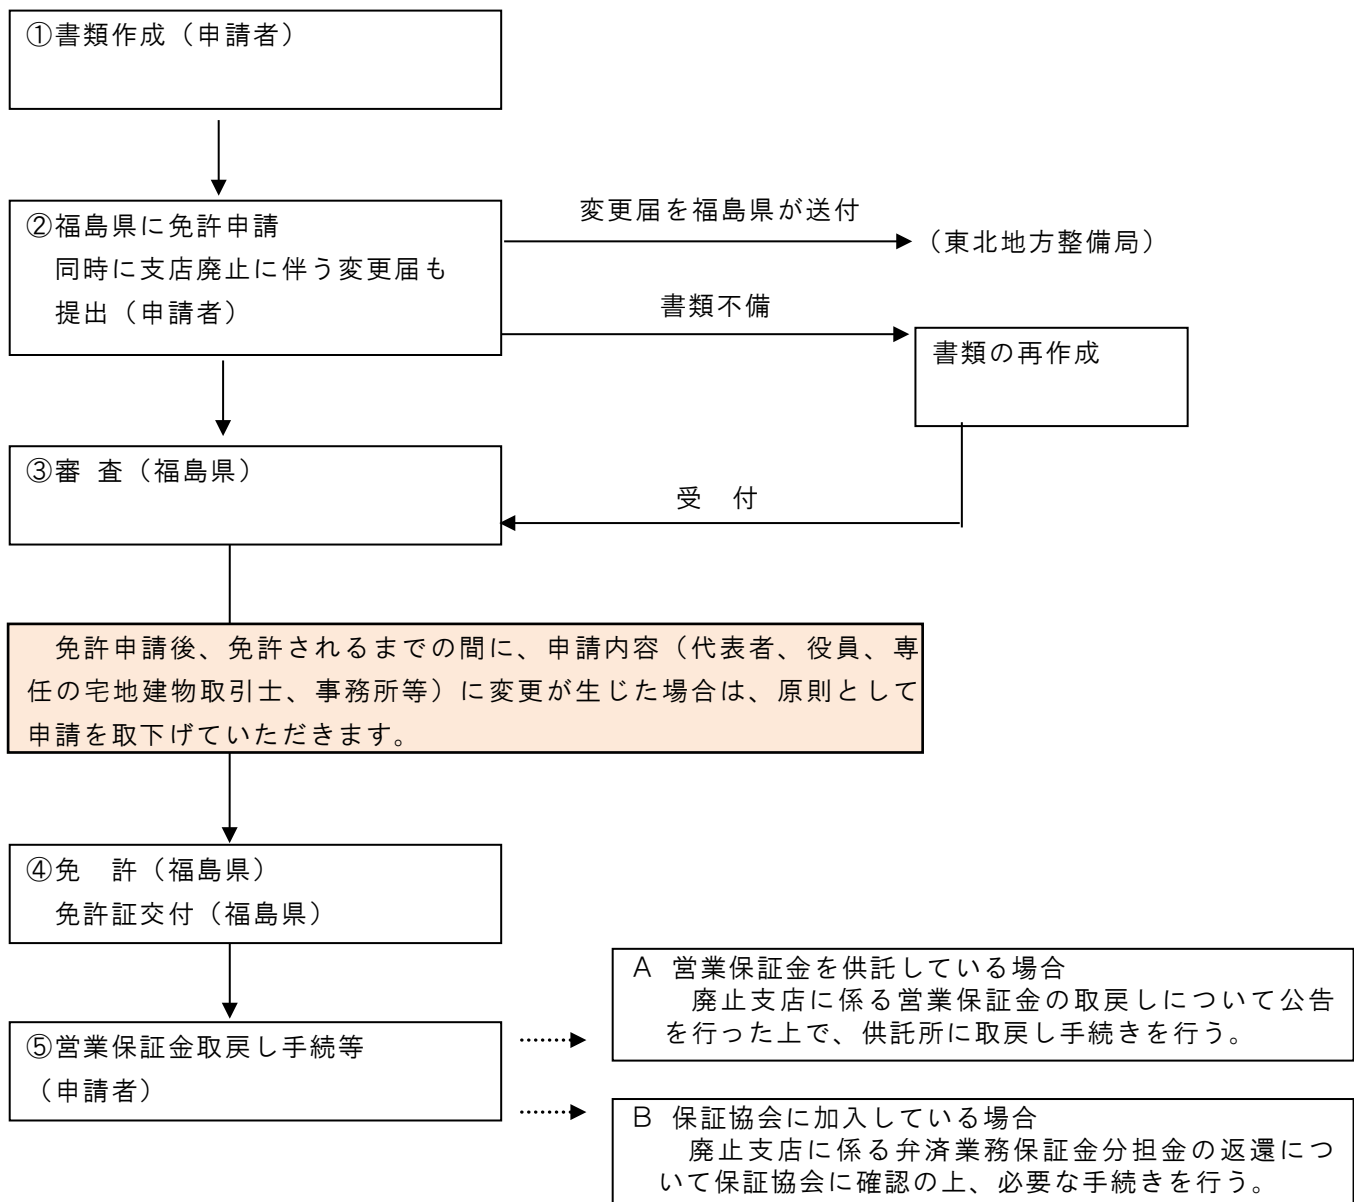 ①書類作成（申請者）
②福島県に免許申請
同時に支店廃止に伴う変更届も
提出（申請者）
変更届を福島県が送付
（東北地方整備局）
書類不備
書類の再作成
③審 査（福島県）
受 付
免許申請後、免許されるまでの間に、申請内容（代表者、役員、専
任の宅地建物取引士、事務所等）に変更が生じた場合は、原則として
申請を取下げていただきます。
④免 許（福島県）
免許証交付（福島県）
⑤営業保証金取戻し手続等
（申請者）
A 営業保証金を供託している場合
廃止支店に係る営業保証金の取戻しについて公告
を行った上で、供託所に取戻し手続きを行う。
B 保証協会に加入している場合
廃止支店に係る弁済業務保証金分担金の返還につ
いて保証協会に確認の上、必要な手続きを行う。